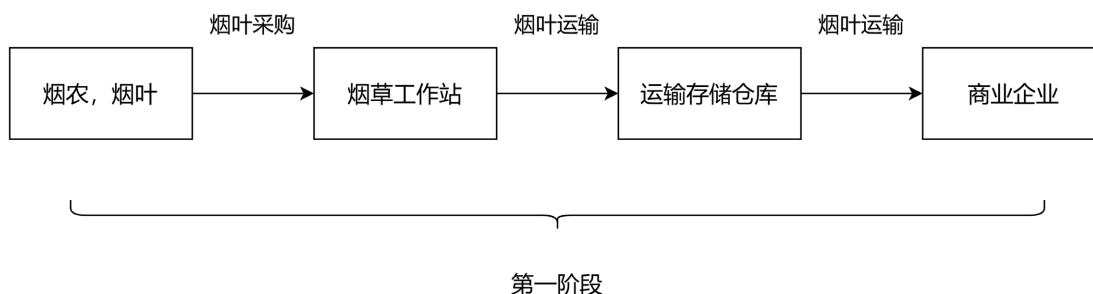 烟叶采购
烟叶运输
烟叶运输
烟农，烟叶
烟草工作站
运输存储仓库
商业企业
第一阶段